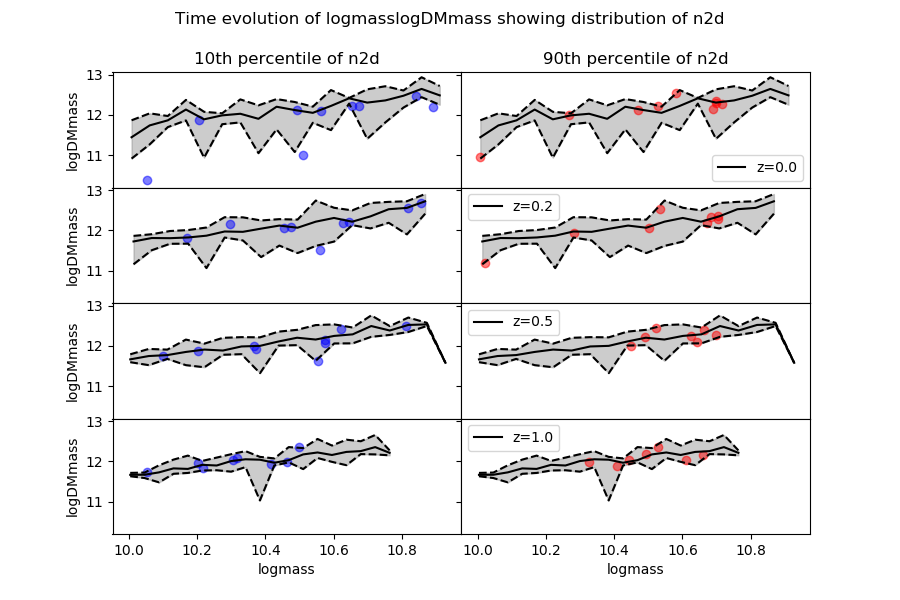 Time evolution of logmasslogDMmass showing distribution of n2d
10th percentile of n2d
90th percentile of n2d
13
12
11
logDMmass
z=0.0
13
12
11
logDMmass
z=0.2
13
12
11
logDMmass
z=0.5
13
12
11
logDMmass
z=1.0
10.0 10.2 10.4 10.6 10.8
10.0 10.2 10.4 10.6 10.8
logmass
logmass